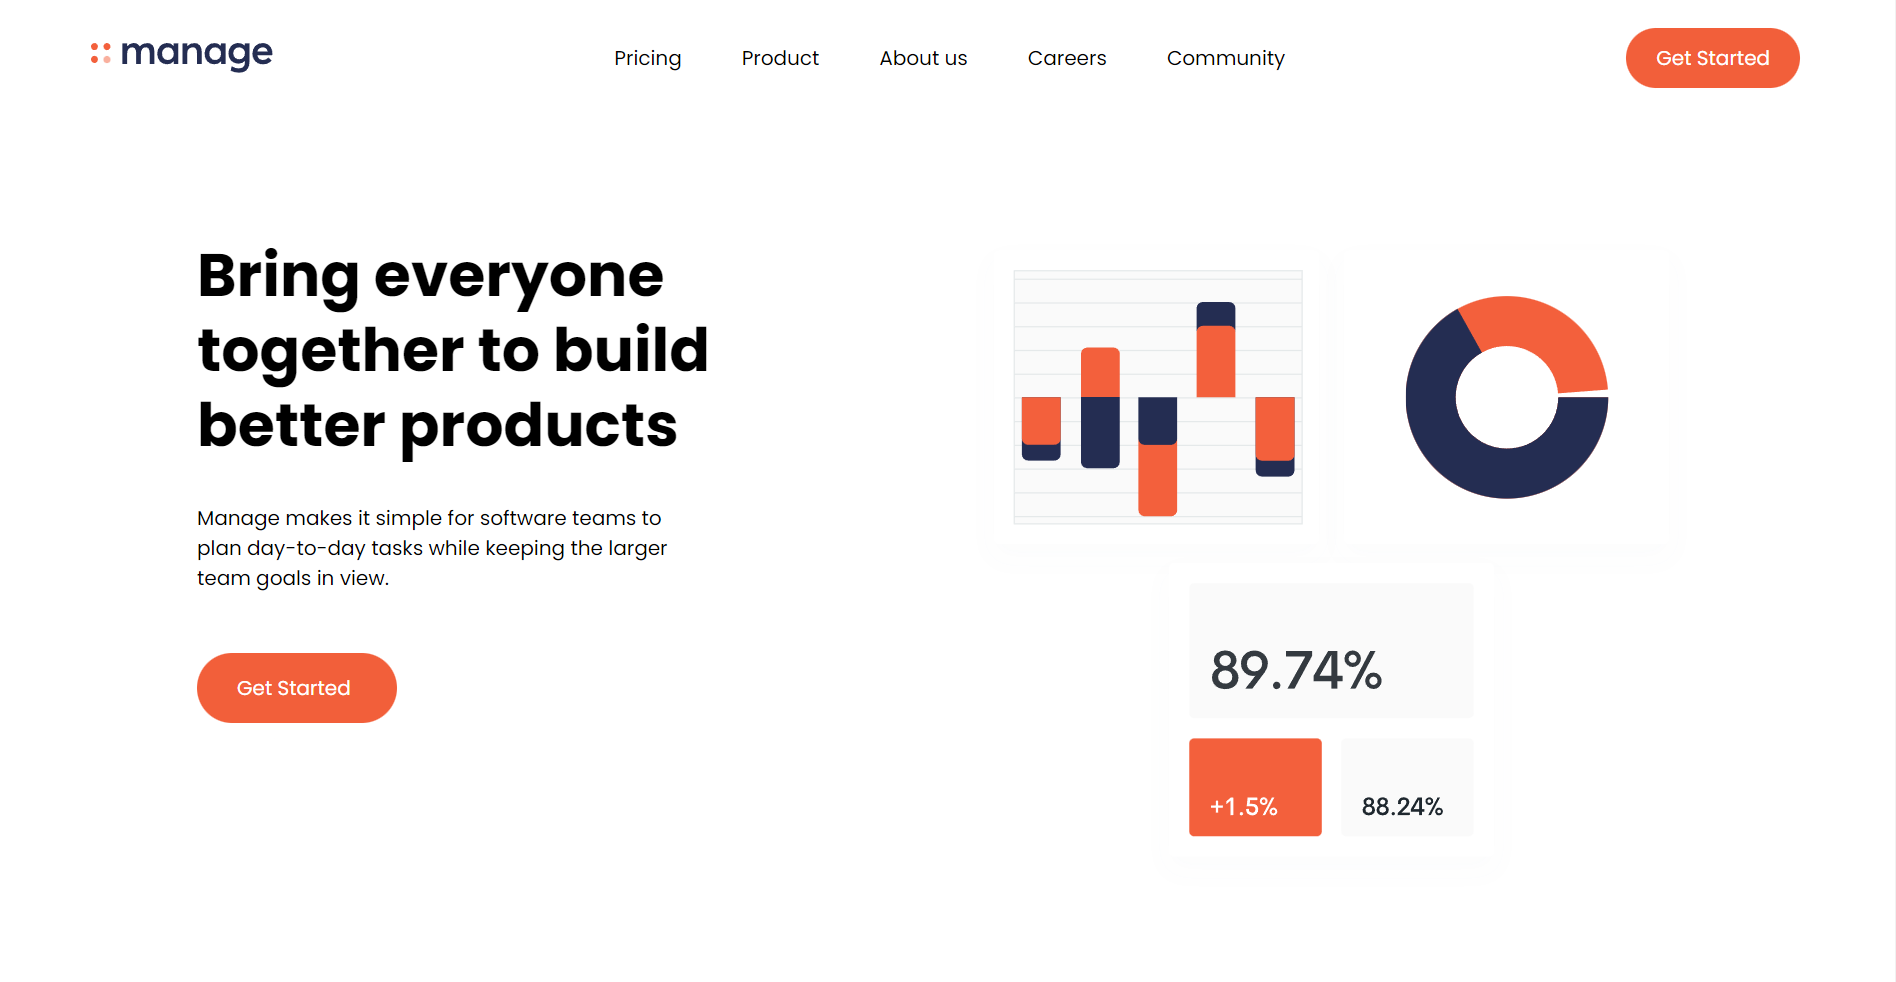 manage
Pricing
Product
About us
Careers
Community
Get Started
Bring everyone
together to build
better products
Manage makes it simple for software teams to
plan day-to-day tasks while keeping the larger
team goals in view.
Get Started
89.74%
+1.5%
88.24%